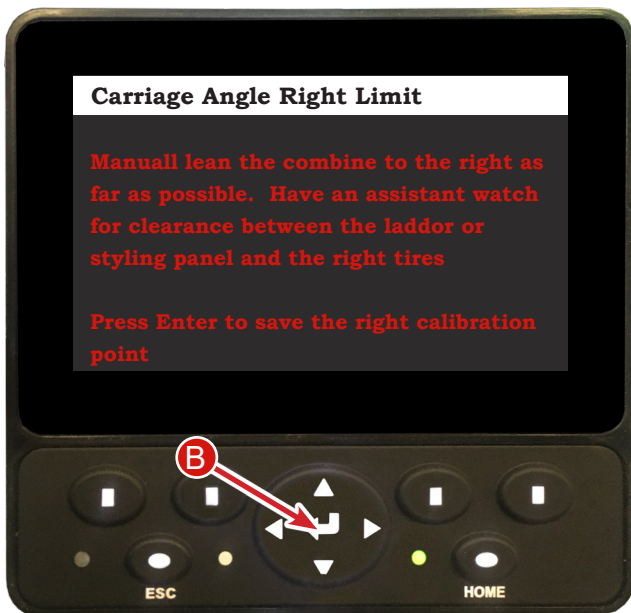 Carriage Angle Right Limit
Manuall lean the combine to the right as
far as possible. Have an assistant watch
for clearance between the laddor or
styling panel and the right tires
Press Enter to save the right calibration
point
B
ESC
HOME